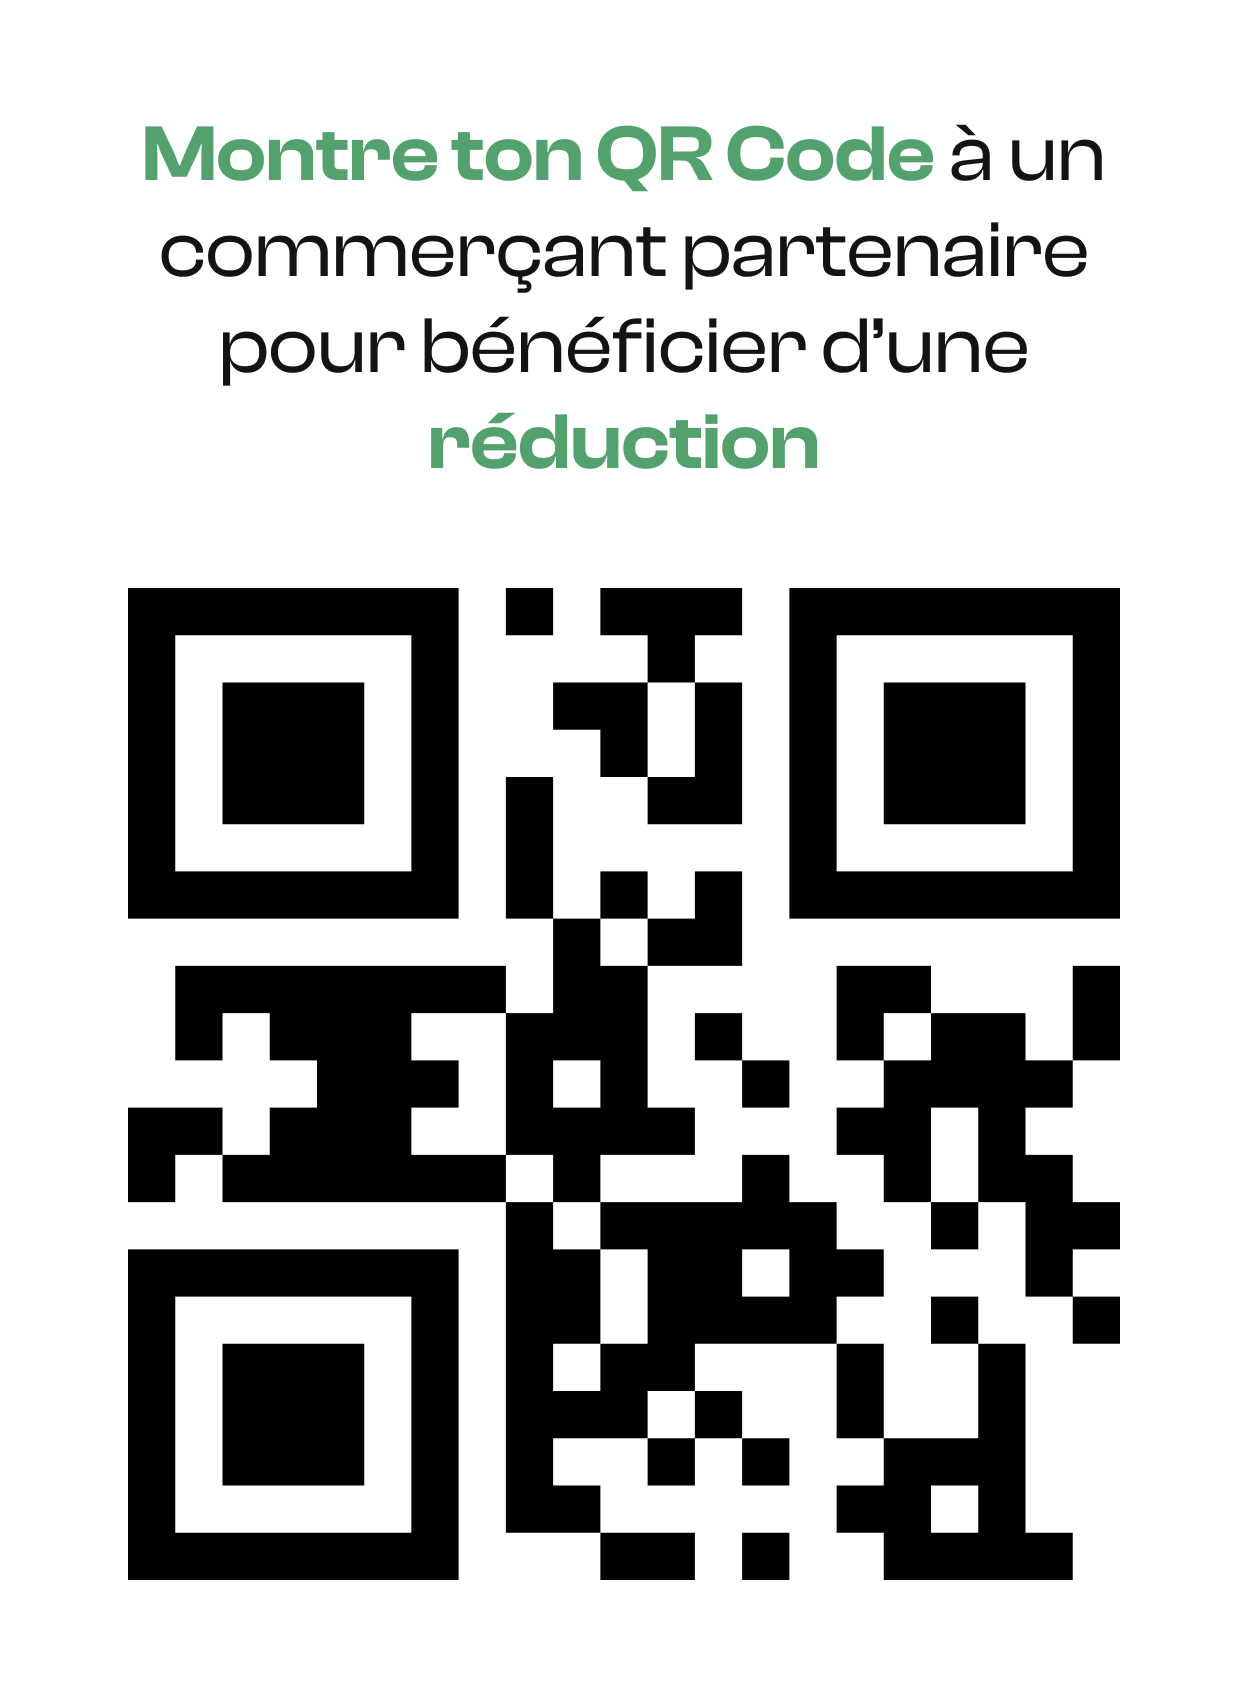 Montre ton QR Code à un
commerçant partenaire
pour bénéficier d’une
réduction